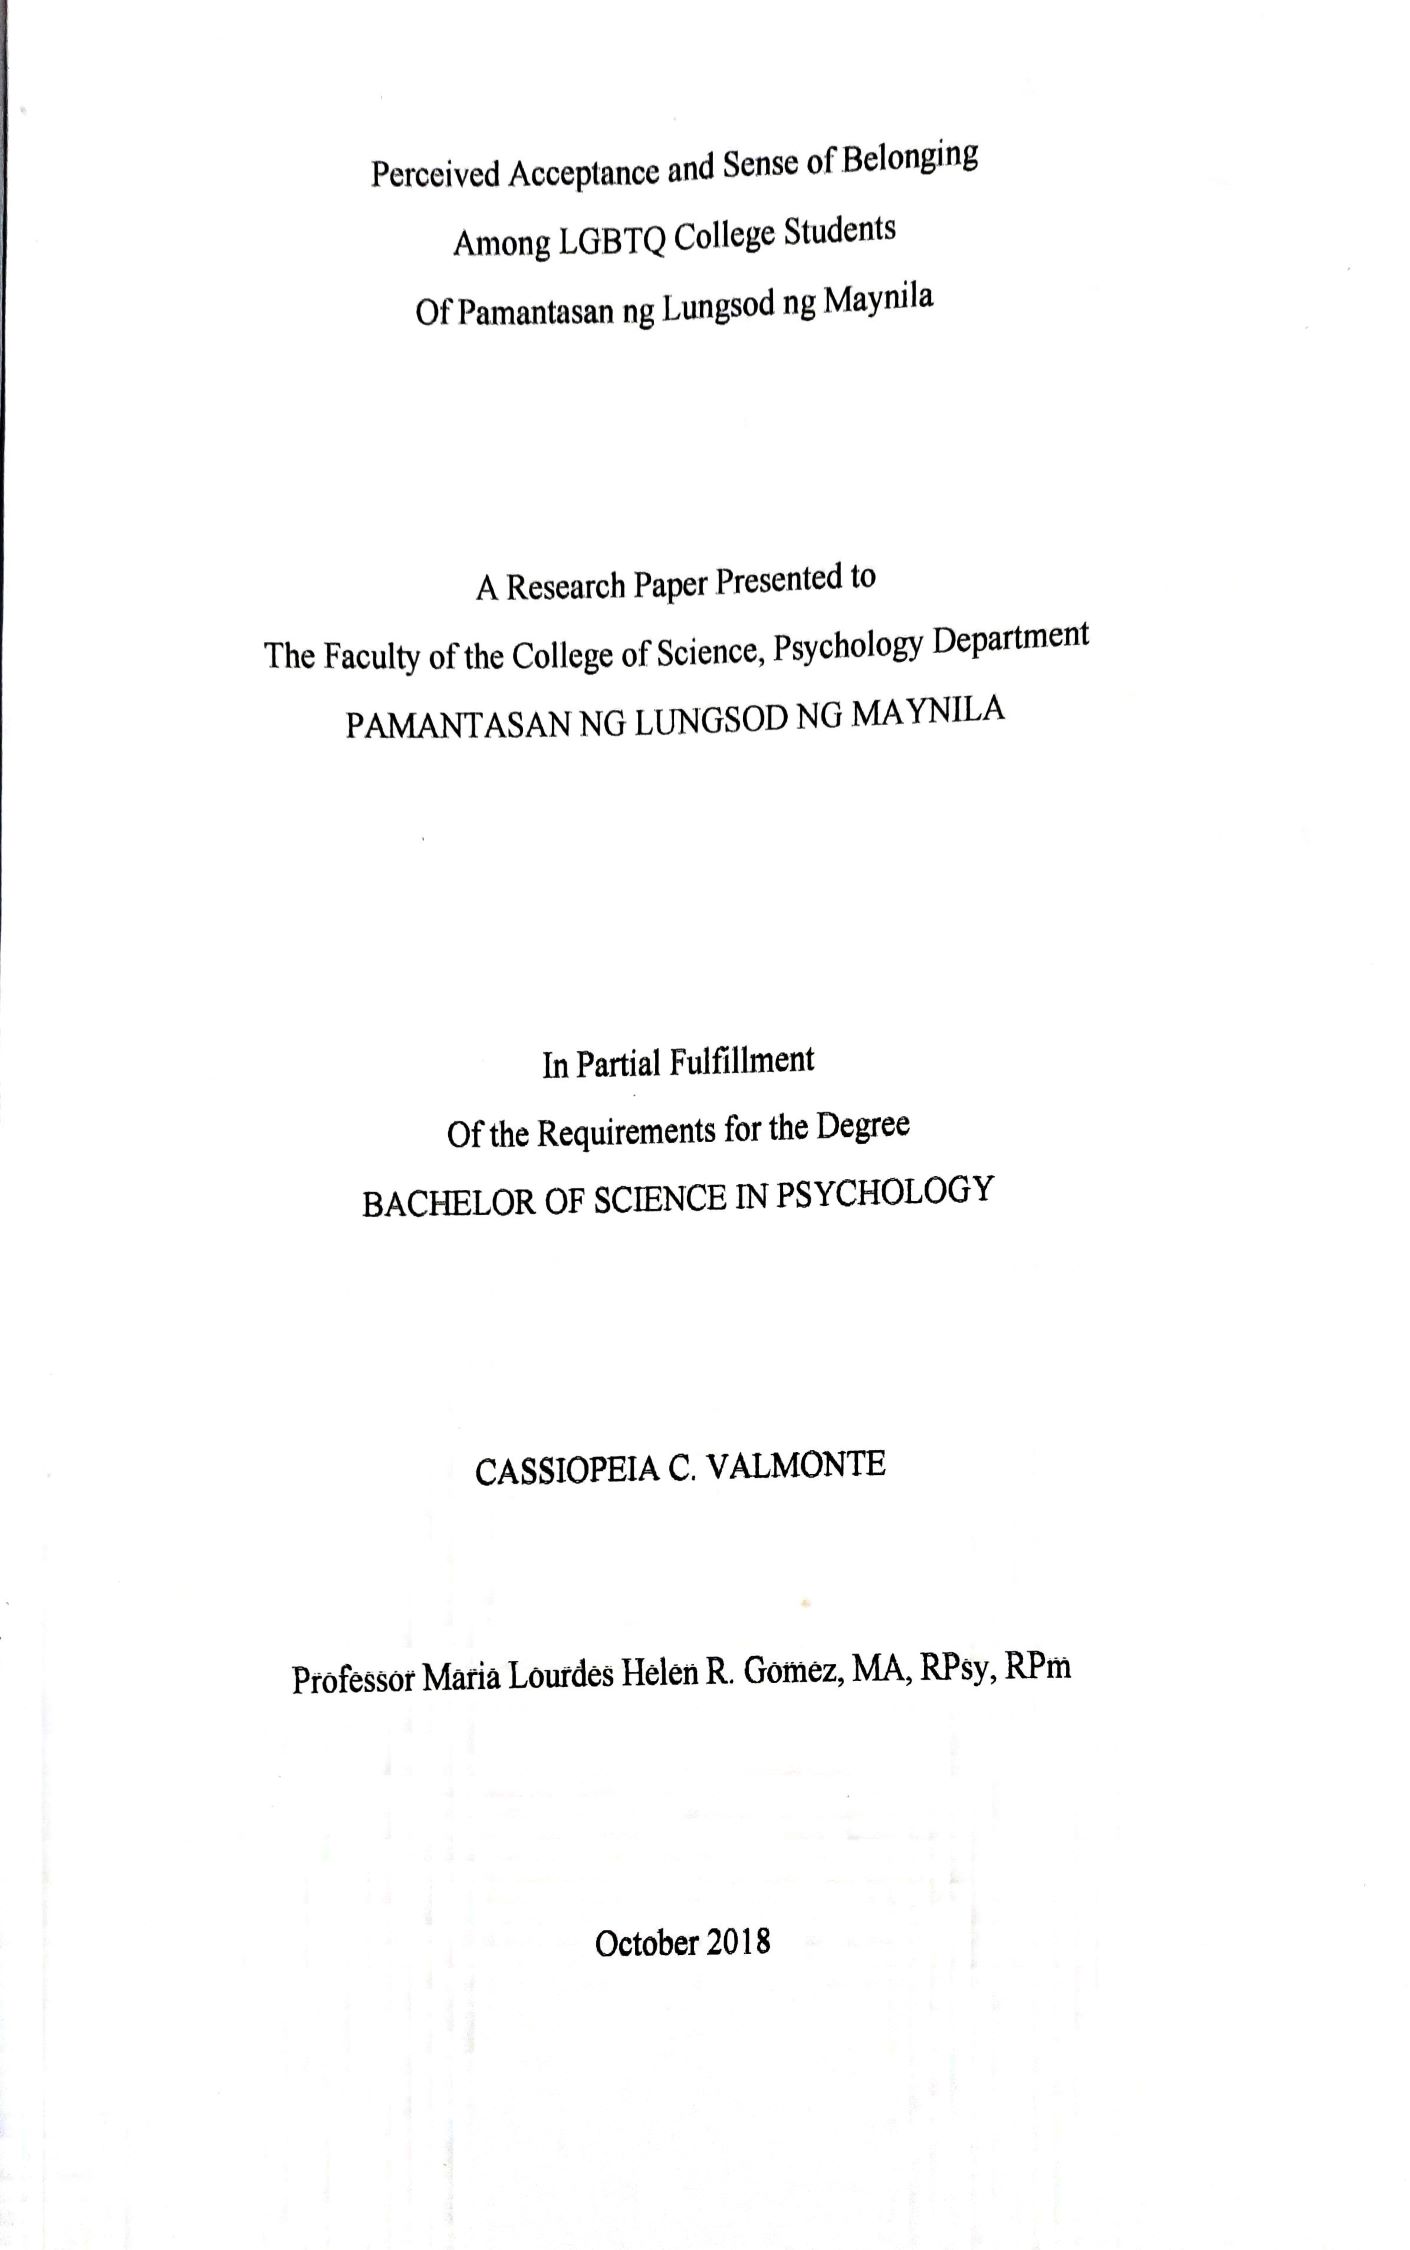 Perceived Acceptance and Sense of Belonging
Among LGBTQ College Students
Of Pamantasan ng Lungsod ng Maynila
A Research Paper Presented to
The Faculty of the College of Science, Psychology Department
PAMANTASAN NG LUNGSOD NG MAYNILA
In Partial Fulfillment
Of the Requirements for the Degree
BACHELOR OF SCIENCE IN PSYCHOLOGY
CASSIOPEIA C. VALMONTE
Professor Maria Lourdes Helen R. Gomez, MA, RPsy, RPm
October 2018